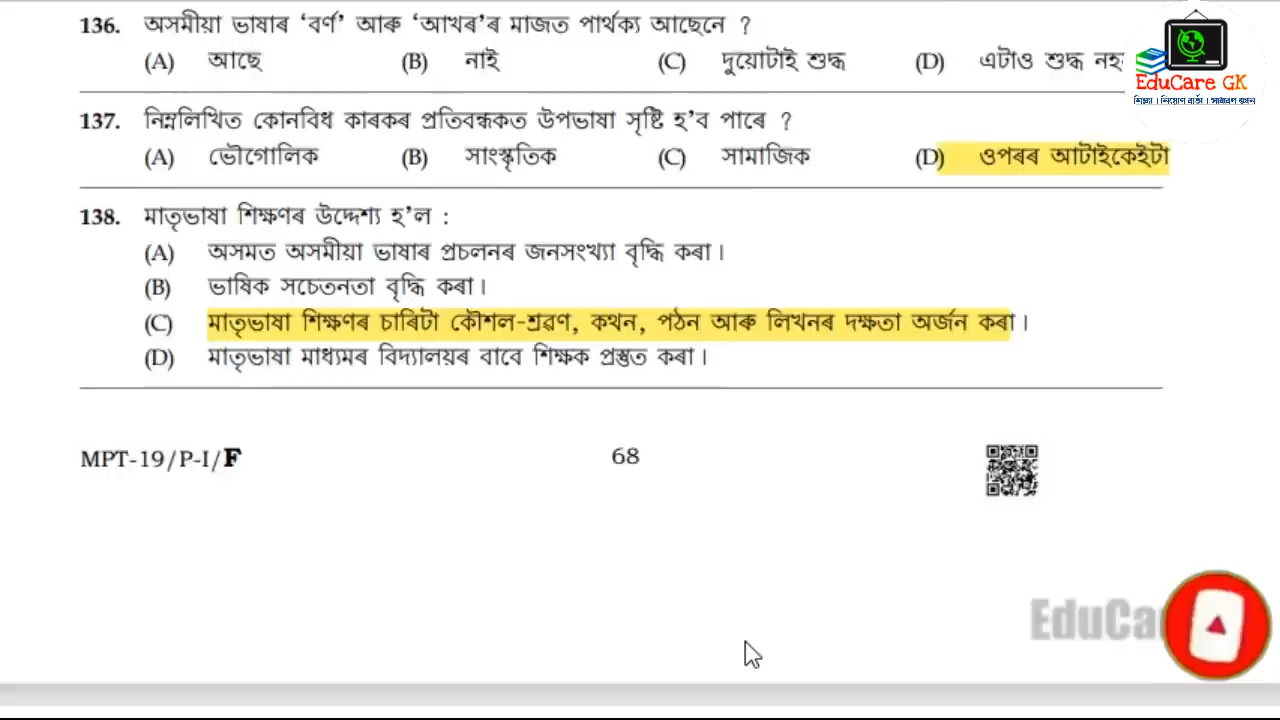 136. অসমীয়া ভাষাৰ ‘বৰ্ণ’ আৰু ‘আখৰ’ৰ মাজত পাৰ্থক্য আছেনে ?
(A) আছে (B) নাই (C) দুয়োটাই শুদ্ধ (D) এটাও শুদ্ধ নহ
EduCare GK
137. নিম্নলিখিত কোনবিধ কাৰকৰ প্ৰতিবন্ধকত উপভাষা সৃষ্টি হ’ব পাৰে ?
(A) ভৌগোলিক (B) সাংস্কৃতিক (C) সামাজিক (D) ওপৰৰ আটাইকেইটা
138. মাতৃভাষা শিক্ষণৰ উদ্দেশ্য হ’ল :
(A) অসমত অসমীয়া ভাষাৰ প্ৰচলনৰ জনসংখ্যা বৃদ্ধি কৰা।
(B) ভাষিক সচেতনতা বৃদ্ধি কৰা।
(C) মাতৃভাষা শিক্ষণৰ চাৰিটা কৌশল-শ্ৰৱণ, কথন, পঠন আৰু লিখনৰ দক্ষতা অৰ্জন কৰা।
(D) মাতৃভাষা মাধ্যমৰ বিদ্যালয়ৰ বাবে শিক্ষক প্ৰস্তুত কৰা।
MPT-19/P-I/F 68
EduCa